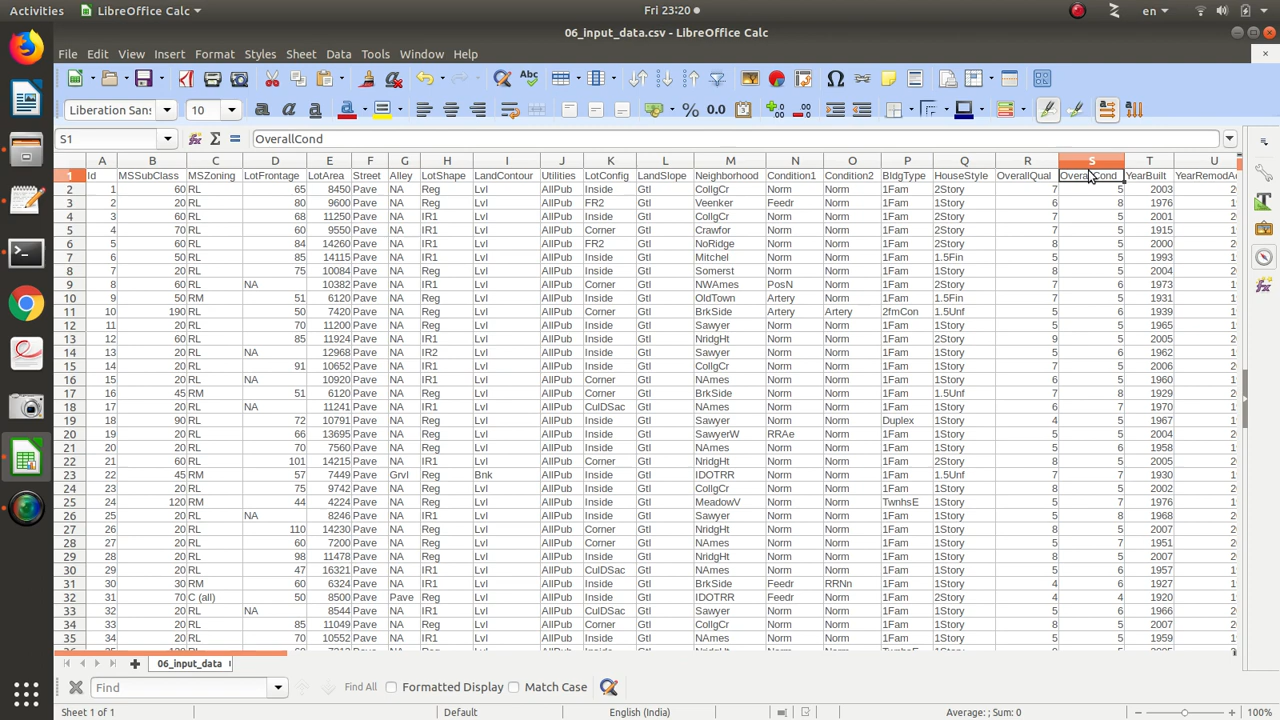 Activities LibreOffice Calc Fri 23:20 en
06_input_data.csv - LibreOffice Calc
File Edit View Insert Format Styles Sheet Data Tools Window Help
Liberation Sans 10
S1 OverallCond
A B C D E F G H I J K L M N O P Q R S T U
1 Id MSSubClass MSZoning LotFrontage LotArea Street Alley LotShape LandContour Utilities LotConfig LandSlope Neighborhood Condition1 Condition2 BldgType HouseStyle OverallQual OverallCond YearBuilt
2 1 60 RL 65 8450 Pave NA Reg Lvl AllPub Inside Gtl CollgCr Norm Norm 1Fam 2Story 7 5 2003
3 2 20 RL 80 9600 Pave NA Reg Lvl AllPub FR2 Gtl Veenker Feedr Norm 1Fam 1Story 6 8 1976
4 3 60 RL 68 11250 Pave NA IR1 Lvl AllPub Inside Gtl CollgCr Norm Norm 1Fam 2Story 7 5 2001
5 4 70 RL 60 9550 Pave NA IR1 Lvl AllPub Corner Gtl Crawfor Norm Norm 1Fam 2Story 7 5 1915
6 5 60 RL 84 14260 Pave NA IR1 Lvl AllPub FR2 Gtl NoRidge Norm Norm 1Fam 2Story 8 5 2000
7 6 50 RL 85 14115 Pave NA IR1 Lvl AllPub Inside Gtl Mitchel Norm Norm 1Fam 1.5Fin 5 5 1993
8 7 20 RL 75 10084 Pave NA Reg Lvl AllPub Inside Gtl Somerst Norm Norm 1Fam 1Story 8 5 2004
9 8 60 RL NA 10382 Pave NA IR1 Lvl AllPub Corner Gtl NWAmes PosN Norm 1Fam 2Story 7 6 1973
10 9 50 RM 51 6120 Pave NA Reg Lvl AllPub Inside Gtl OldTown Artery Norm 1Fam 1.5Fin 7 5 1931
11 10 190 RL 50 7420 Pave NA Reg Lvl AllPub Corner Gtl BrkSide Artery Artery 2fmCon 1.5Unf 5 6 1939
12 11 20 RL 70 11200 Pave NA Reg Lvl AllPub Inside Gtl Sawyer Norm Norm 1Fam 1Story 5 5 1965
13 12 60 RL 85 11924 Pave NA IR1 Lvl AllPub Inside Gtl NridgHt Norm Norm 1Fam 2Story 9 5 2005
14 13 20 RL NA 12968 Pave NA IR2 Lvl AllPub Inside Gtl Sawyer Norm Norm 1Fam 1Story 5 6 1962
15 14 20 RL 91 10652 Pave NA IR1 Lvl AllPub Inside Gtl CollgCr Norm Norm 1Fam 1Story 7 5 2006
16 15 20 RL NA 10920 Pave NA IR1 Lvl AllPub Corner Gtl NAmes Norm Norm 1Fam 1Story 6 5 1960
17 16 45 RM 51 6120 Pave NA Reg Lvl AllPub Corner Gtl BrkSide Norm Norm 1Fam 1.5Unf 7 8 1929
18 17 20 RL NA 11241 Pave NA IR1 Lvl AllPub CulDSac Gtl NAmes Norm Norm 1Fam 1Story 6 7 1970
19 18 90 RL 72 10791 Pave NA Reg Lvl AllPub Inside Gtl Sawyer Norm Norm Duplex 1Story 4 5 1967
20 19 20 RL 66 13695 Pave NA Reg Lvl AllPub Inside Gtl SawyerW RRAe Norm 1Fam 1Story 5 5 2004
21 20 20 RL 70 7560 Pave NA Reg Lvl AllPub Inside Gtl NAmes Norm Norm 1Fam 1Story 5 6 1958
22 21 60 RL 101 14215 Pave NA IR1 Lvl AllPub Corner Gtl NridgHt Norm Norm 1Fam 2Story 8 5 2005
23 22 45 RM 57 7449 Pave Grvl Reg Bnk AllPub Inside Gtl IDOTRR Norm Norm 1Fam 1.5Unf 7 7 1930
24 23 20 RL 75 9742 Pave NA Reg Lvl AllPub Inside Gtl CollgCr Norm Norm 1Fam 1Story 8 5 2002
25 24 120 RM 44 4224 Pave NA Reg Lvl AllPub Inside Gtl MeadowV Norm Norm TwnhsE 1Story 5 7 1976
26 25 20 RL NA 8246 Pave NA IR1 Lvl AllPub Inside Gtl Sawyer Norm Norm 1Fam 1Story 5 8 1968
27 26 20 RL 110 14230 Pave NA Reg Lvl AllPub Corner Gtl NridgHt Norm Norm 1Fam 1Story 8 5 2007
28 27 20 RL 60 7200 Pave NA Reg Lvl AllPub Corner Gtl NAmes Norm Norm 1Fam 1Story 5 7 1951
29 28 20 RL 98 11478 Pave NA Reg Lvl AllPub Inside Gtl NridgHt Norm Norm 1Fam 1Story 8 5 2007
30 29 20 RL 47 16321 Pave NA IR1 Lvl AllPub CulDSac Gtl NAmes Norm Norm 1Fam 1Story 5 6 1957
31 30 30 RM 60 6324 Pave NA IR1 Lvl AllPub Inside Gtl BrkSide Feedr RRNn 1Fam 1Story 4 6 1927
32 31 70 C (all) 50 8500 Pave Pave Reg Lvl AllPub Inside Gtl IDOTRR Feedr Norm 1Fam 2Story 4 4 1920
33 32 20 RL NA 8544 Pave NA IR1 Lvl AllPub CulDSac Gtl Sawyer Norm Norm 1Fam 1Story 5 6 1966
34 33 20 RL 85 11049 Pave NA Reg Lvl AllPub Corner Gtl CollgCr Norm Norm 1Fam 1Story 8 5 2007
35 34 20 RL 70 10552 Pave NA IR1 Lvl AllPub Inside Gtl NAmes Norm Norm 1Fam 1Story 5 5 1959
06_input_data
Find Find All Formatted Display Match Case
Sheet 1 of 1 Default English (India) Average: ; Sum: 0 100%